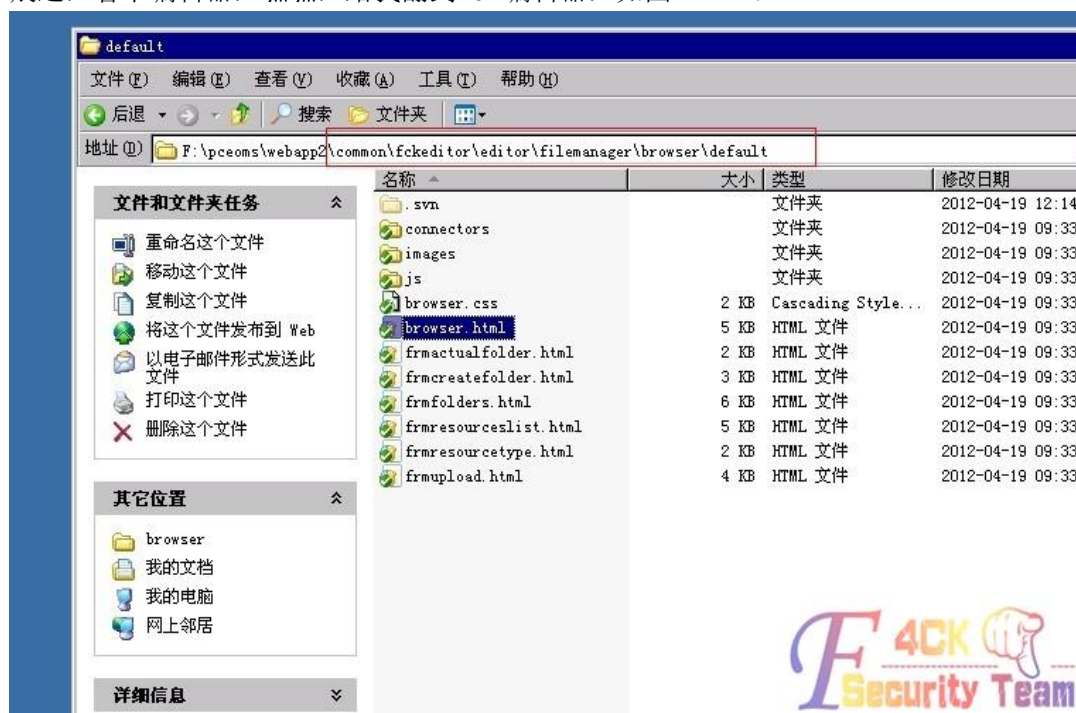 default
文件(F) 编辑(E) 查看(V) 收藏(A) 工具(T) 帮助(H)
后退 搜索 文件夹
地址(D) F:\pceoms\webapp2\common\fckeditor\editor\filemanager\browser\default
名称 大小 类型 修改日期
文件和文件夹任务
重命名这个文件
移动这个文件
复制这个文件
将这个文件发布到 Web
以电子邮件形式发送此
文件
打印这个文件
删除这个文件
其它位置
browser
我的文档
我的电脑
网上邻居
详细信息
.svn 文件夹 2012-04-19 12:14
connectors 文件夹 2012-04-19 09:33
images 文件夹 2012-04-19 09:33
js 文件夹 2012-04-19 09:33
browser.css 2 KB Cascading Style... 2012-04-19 09:33
browser.html 5 KB HTML 文件 2012-04-19 09:33
frmactualfolder.html 2 KB HTML 文件 2012-04-19 09:33
frmcreatefolder.html 3 KB HTML 文件 2012-04-19 09:33
frmfolders.html 6 KB HTML 文件 2012-04-19 09:33
frmresourceslist.html 5 KB HTML 文件 2012-04-19 09:33
frmresourcetype.html 2 KB HTML 文件 2012-04-19 09:33
frmupload.html 4 KB HTML 文件 2012-04-19 09:33
F4CK
Security Team